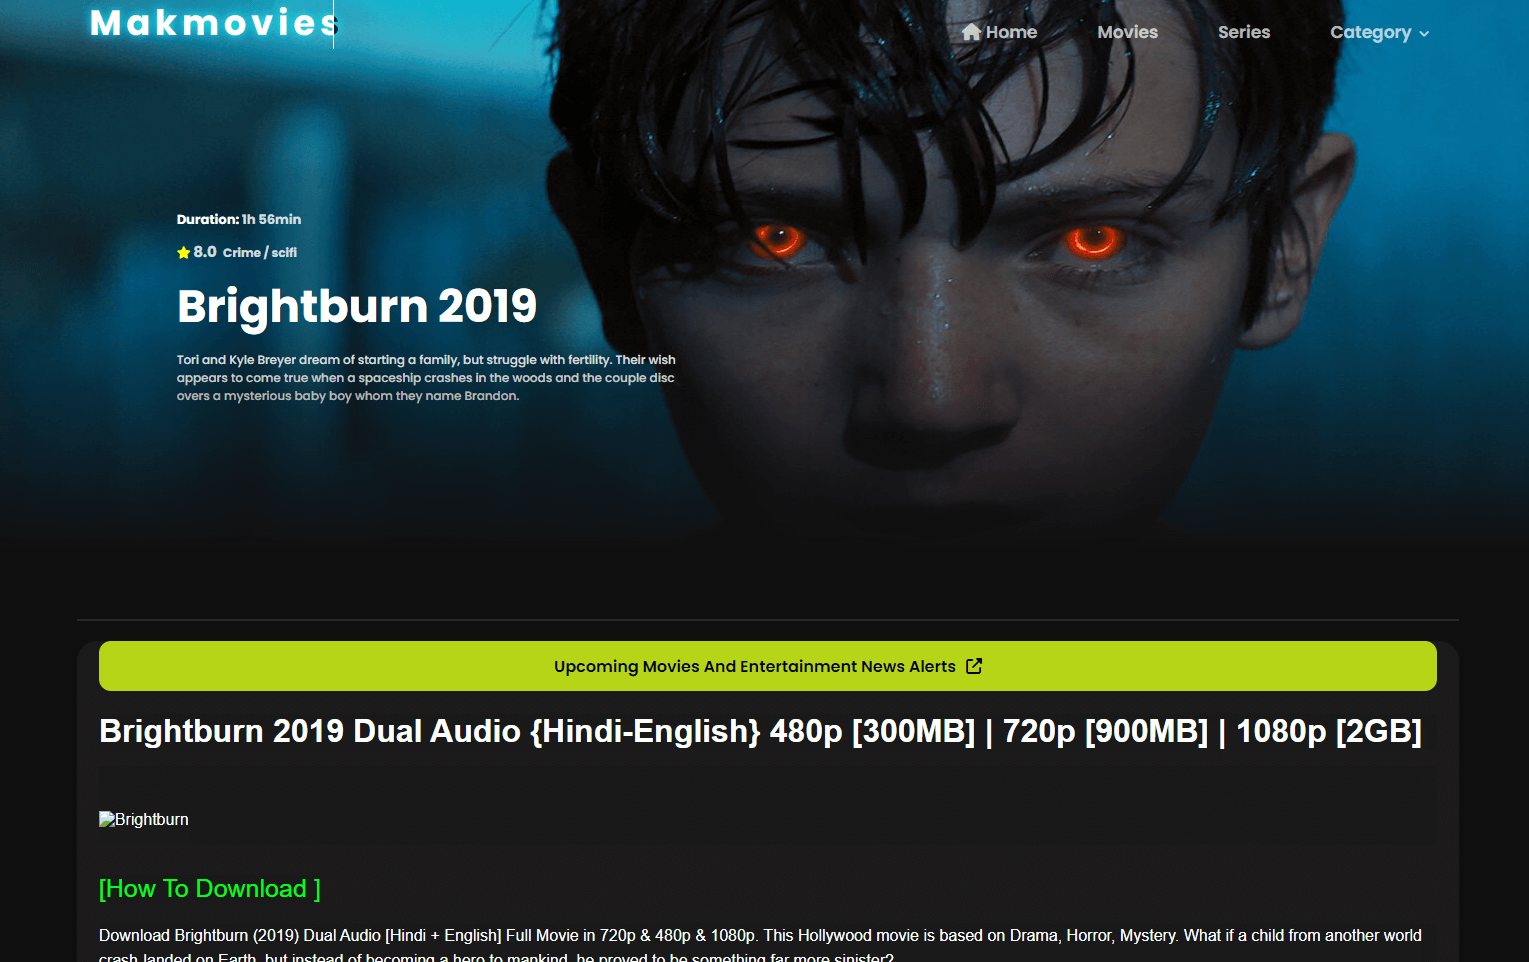 Makmovies
Home Movies Series Category
Duration: 1h 56min
8.0 Crime / scifi
Brightburn 2019
Tori and Kyle Breyer dream of starting a family, but struggle with fertility. Their wish
appears to come true when a spaceship crashes in the woods and the couple disc
overs a mysterious baby boy whom they name Brandon.
Upcoming Movies And Entertainment News Alerts
Brightburn 2019 Dual Audio {Hindi-English} 480p [300MB] | 720p [900MB] | 1080p [2GB]
Brightburn
[How To Download ]
Download Brightburn (2019) Dual Audio [Hindi + English] Full Movie in 720p & 480p & 1080p. This Hollywood movie is based on Drama, Horror, Mystery. What if a child from another world
crash-landed on Earth, but instead of becoming a hero to mankind, he proved to be something far more sinister?